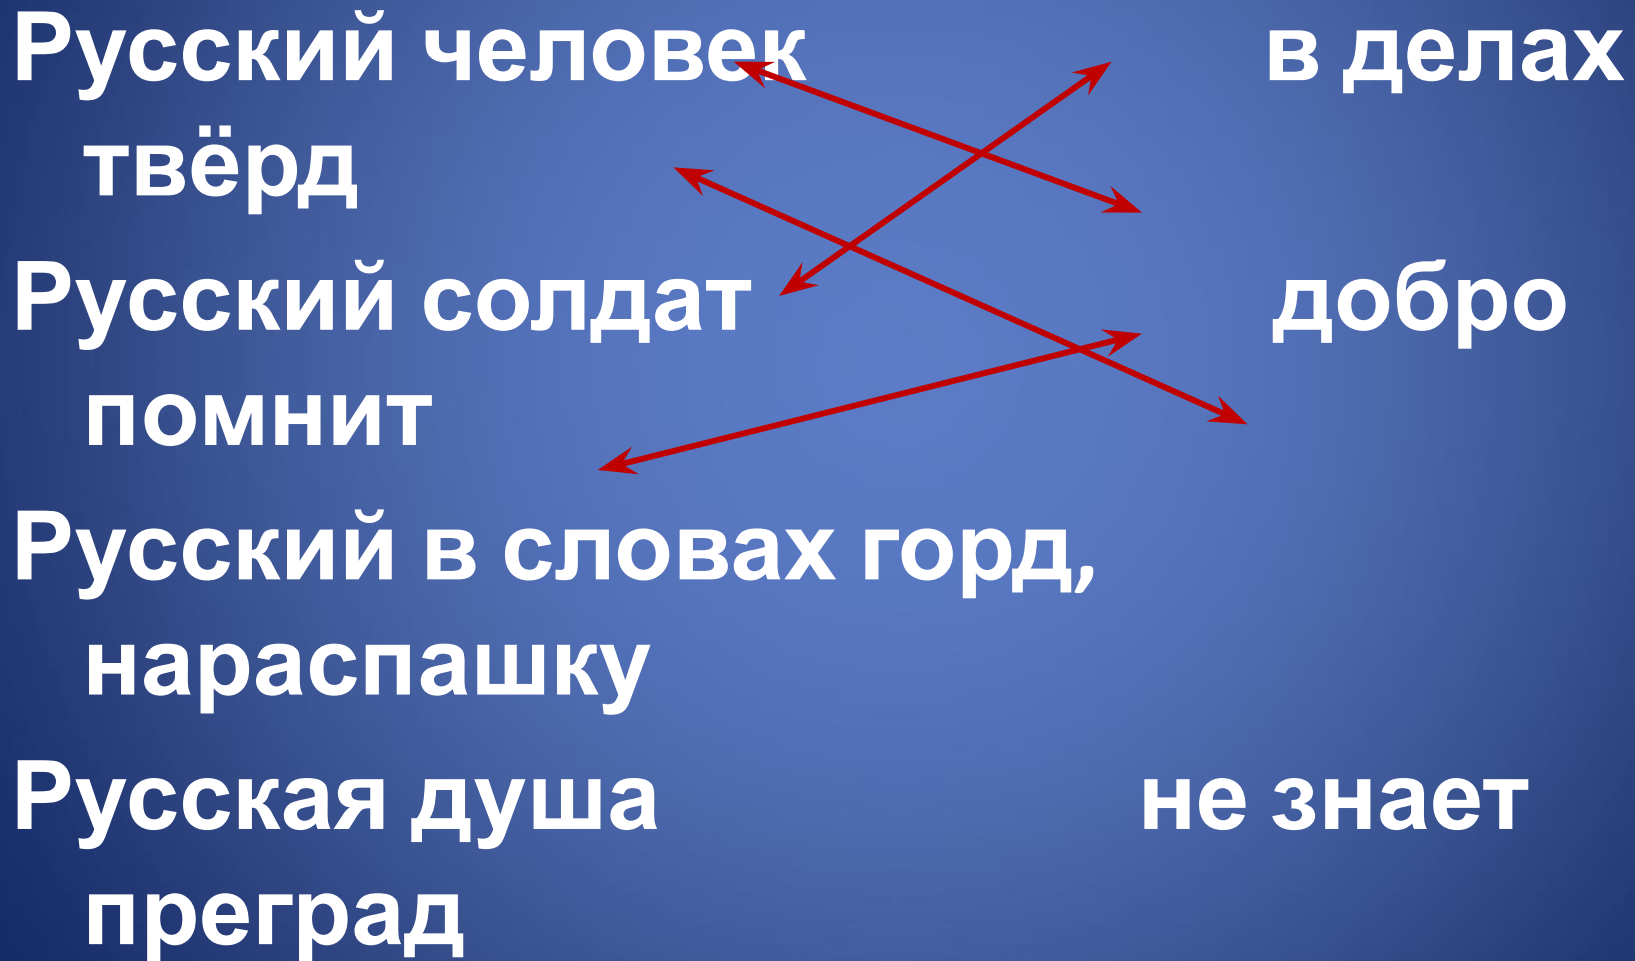 Русский человек в делах
твёрд
Русский солдат добро
помнит
Русский в словах горд,
нараспашку
Русская душа не знает
преград